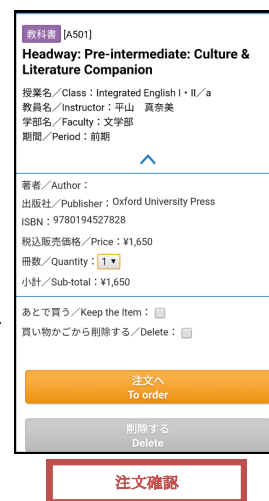 教科書 [A501]
Headway: Pre-intermediate: Culture &
Literature Companion
授業名／Class：Integrated English I・II／a
教員名／Instructor：平山　真奈美
学部名／Faculty：文学部
期間／Period：前期
著者／Author：
出版社／Publisher：Oxford University Press
ISBN：9780194527828
税込販売価格／Price：¥1,650
冊数／Quantity：1
小計／Sub-total：¥1,650
あとで買う／Keep the Item：
買い物かごから削除する／Delete：
注文へ
To order
削除する
Delete
注文確認